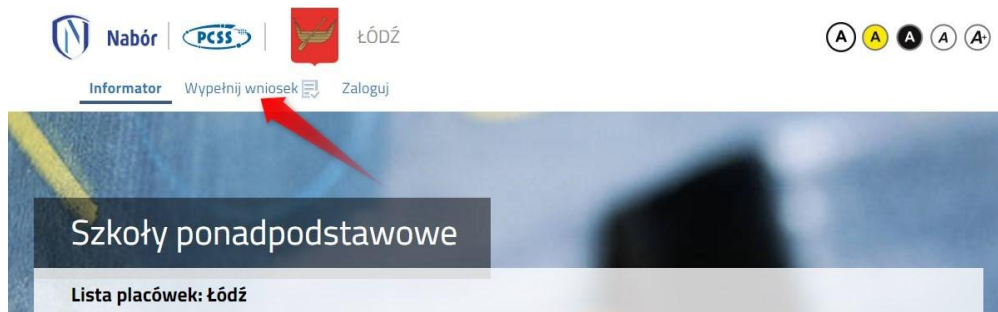 Nabór PCSS ŁÓDŹ A A A A A+
Informator Wypełnij wniosek Zaloguj
Szkoły ponadpodstawowe
Lista placówek: Łódź